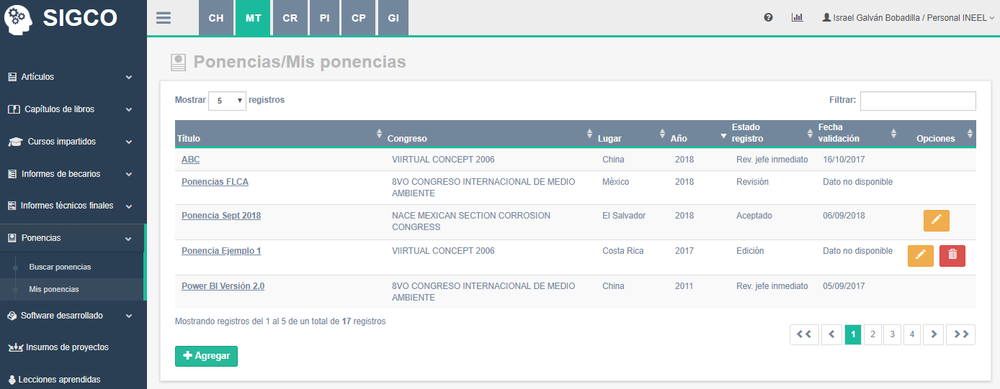 SIGCO
CH MT CR PI CP GI
Israel Galván Bobadilla / Personal INEEL
Artículos
Capítulos de libros
Cursos impartidos
Informes de becarios
Informes técnicos finales
Ponencias
Buscar ponencias
Mis ponencias
Software desarrollado
Insumos de proyectos
Lecciones aprendidas
Ponencias/Mis ponencias
Mostrar 5 registros
Filtrar:
Título Congreso Lugar Año Estado registro Fecha validación Opciones
ABC VIIRTUAL CONCEPT 2006 China 2018 Rev. jefe inmediato 16/10/2017
Ponencias FLCA 8VO CONGRESO INTERNACIONAL DE MEDIO México 2018 Revisión Dato no disponible
AMBIENTE
Ponencia Sept 2018 NACE MEXICAN SECTION CORROSION El Salvador 2018 Aceptado 06/09/2018
CONGRESS
Ponencia Ejemplo 1 VIIRTUAL CONCEPT 2006 Costa Rica 2017 Edición Dato no disponible
Power BI Versión 2.0 8VO CONGRESO INTERNACIONAL DE MEDIO China 2011 Rev. jefe inmediato 05/09/2017
AMBIENTE
Mostrando registros del 1 al 5 de un total de 17 registros
1 2 3 4
Agregar